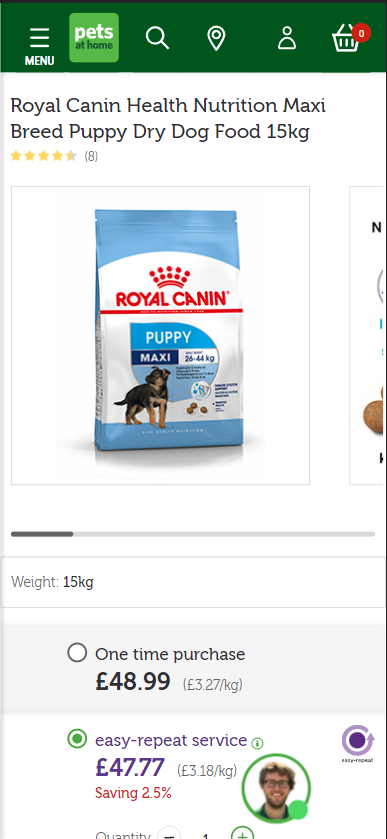 MENU
pets
at home
0
Royal Canin Health Nutrition Maxi
Breed Puppy Dry Dog Food 15kg
(8)
ROYAL CANIN
PUPPY
MAXI
ADULT WEIGHT
26-44 kg
N
Weight: 15kg
One time purchase
£48.99 (£3.27/kg)
easy-repeat service
£47.77 (£3.18/kg)
Saving 2.5%
easy-repeat
Quantity
1